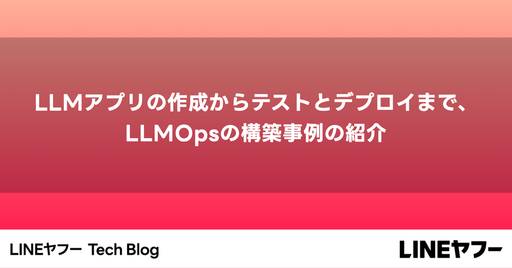 LLMアプリの作成からテストとデプロイまで、
LLMOpsの構築事例の紹介
LINEヤフー Tech Blog
LINEヤフー